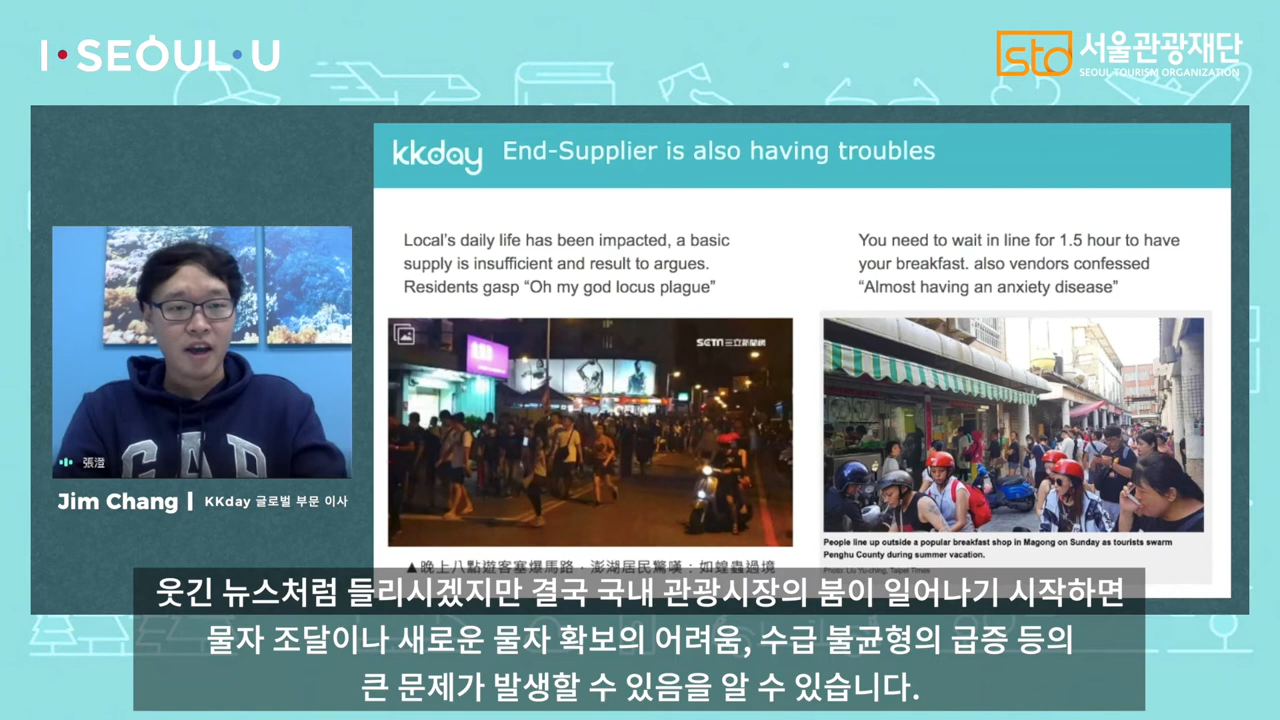 I·SEOUL·U
sto 서울관광재단
SEOUL TOURISM ORGANIZATION
kkday End-Supplier is also having troubles
Local's daily life has been impacted, a basic
supply is insufficient and result to argues.
Residents gasp “Oh my god locus plague”
You need to wait in line for 1.5 hour to have
your breakfast. also vendors confessed
“Almost having an anxiety disease”
SETN 三立新聞網
GAP
張澄
Jim Chang | KKday 글로벌 부문 이사
People line up outside a popular breakfast shop in Magong on Sunday as tourists swarm
Penghu County during summer vacation.
Photo: Liu Yu-ching, Taipei Times
▲晚上八點遊客塞爆馬路，澎湖居民驚嘆：如蝗蟲過境
웃긴 뉴스처럼 들리시겠지만 결국 국내 관광시장의 붐이 일어나기 시작하면
물자 조달이나 새로운 물자 확보의 어려움, 수급 불균형의 급증 등의
큰 문제가 발생할 수 있음을 알 수 있습니다.